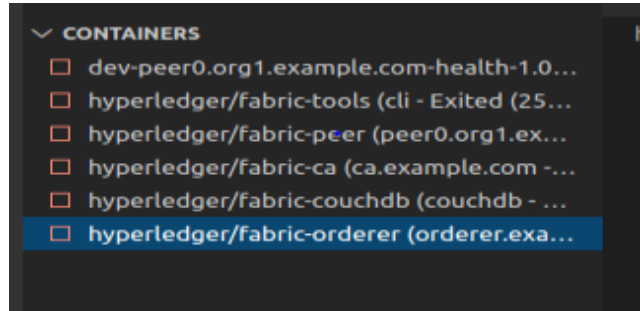 CONTAINERS
dev-peer0.org1.example.com-health-1.0...
hyperledger/fabric-tools (cli - Exited (25...
hyperledger/fabric-peer (peer0.org1.ex...
hyperledger/fabric-ca (ca.example.com -...
hyperledger/fabric-couchdb (couchdb - ...
hyperledger/fabric-orderer (orderer.exa...